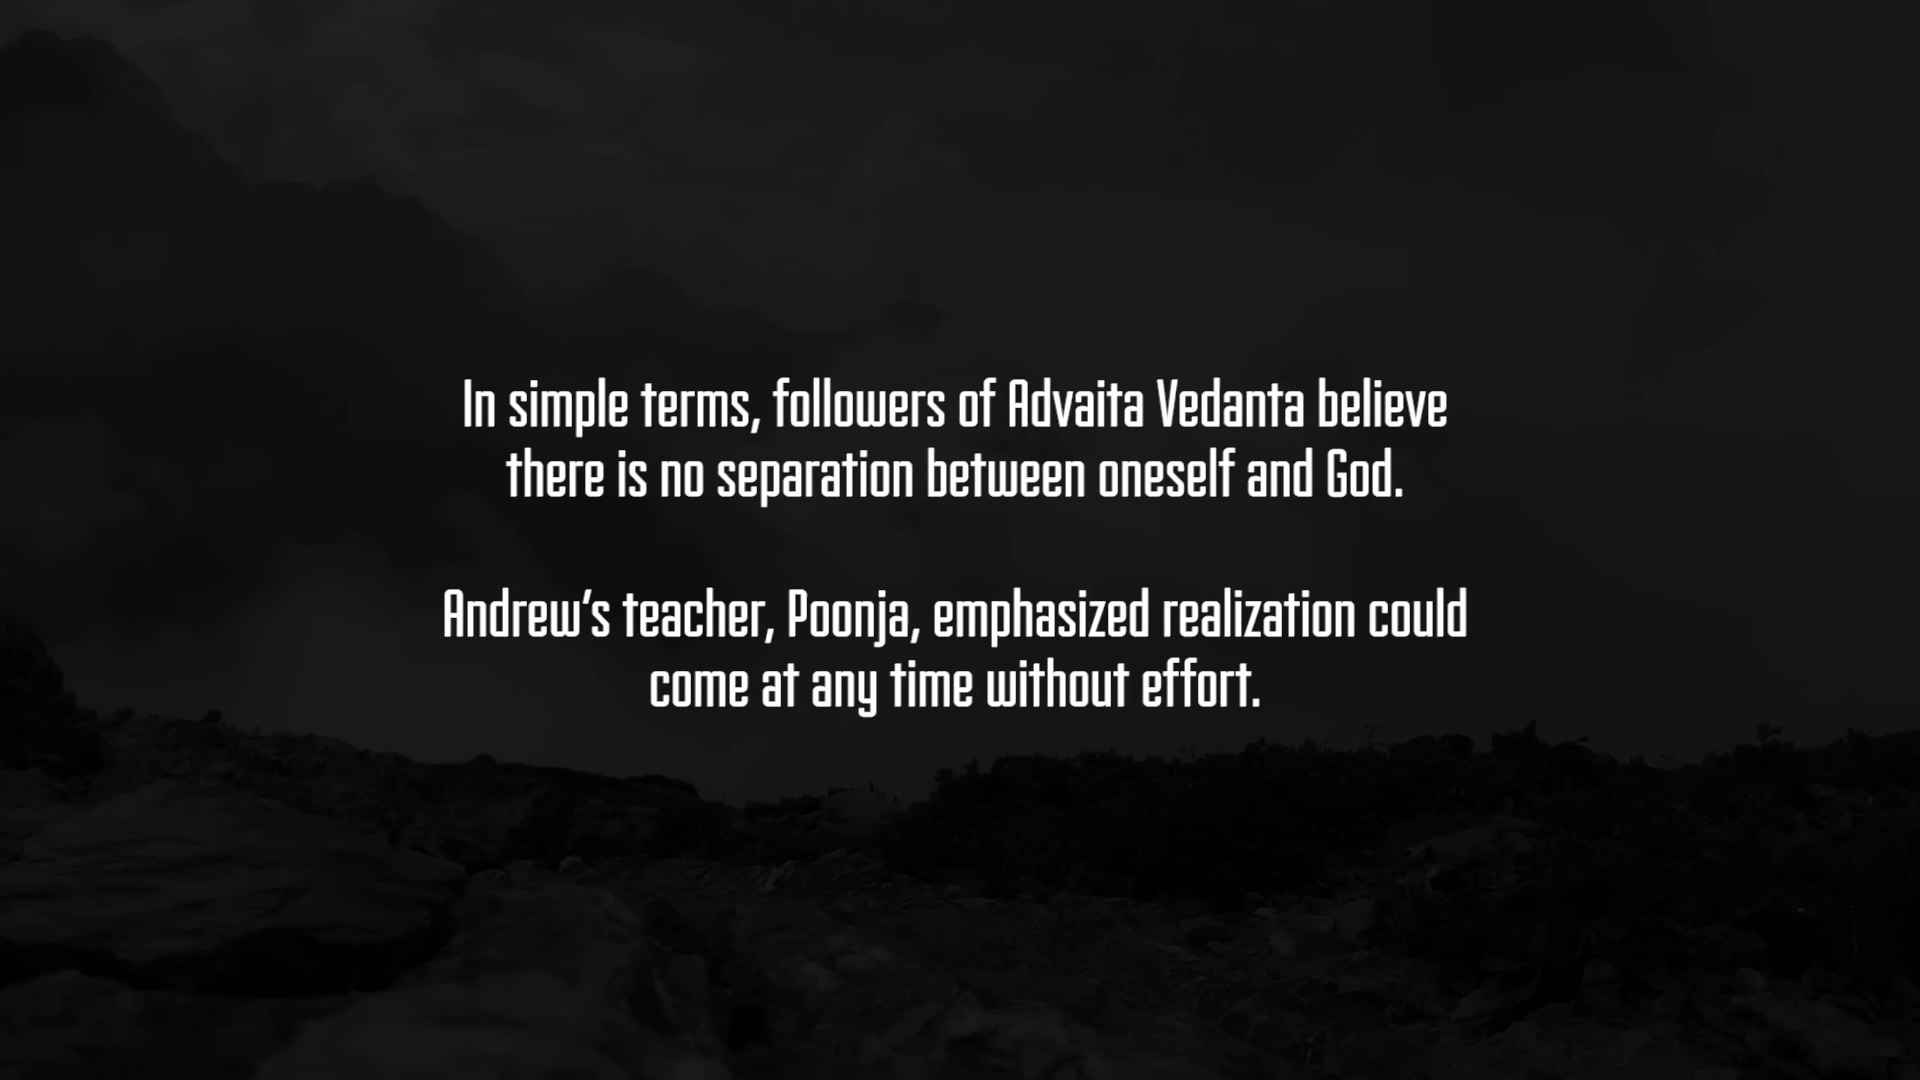 In simple terms, followers of Advaita Vedanta believe
there is no separation between oneself and God.
Andrew's teacher, Poonja, emphasized realization could
come at any time without effort.